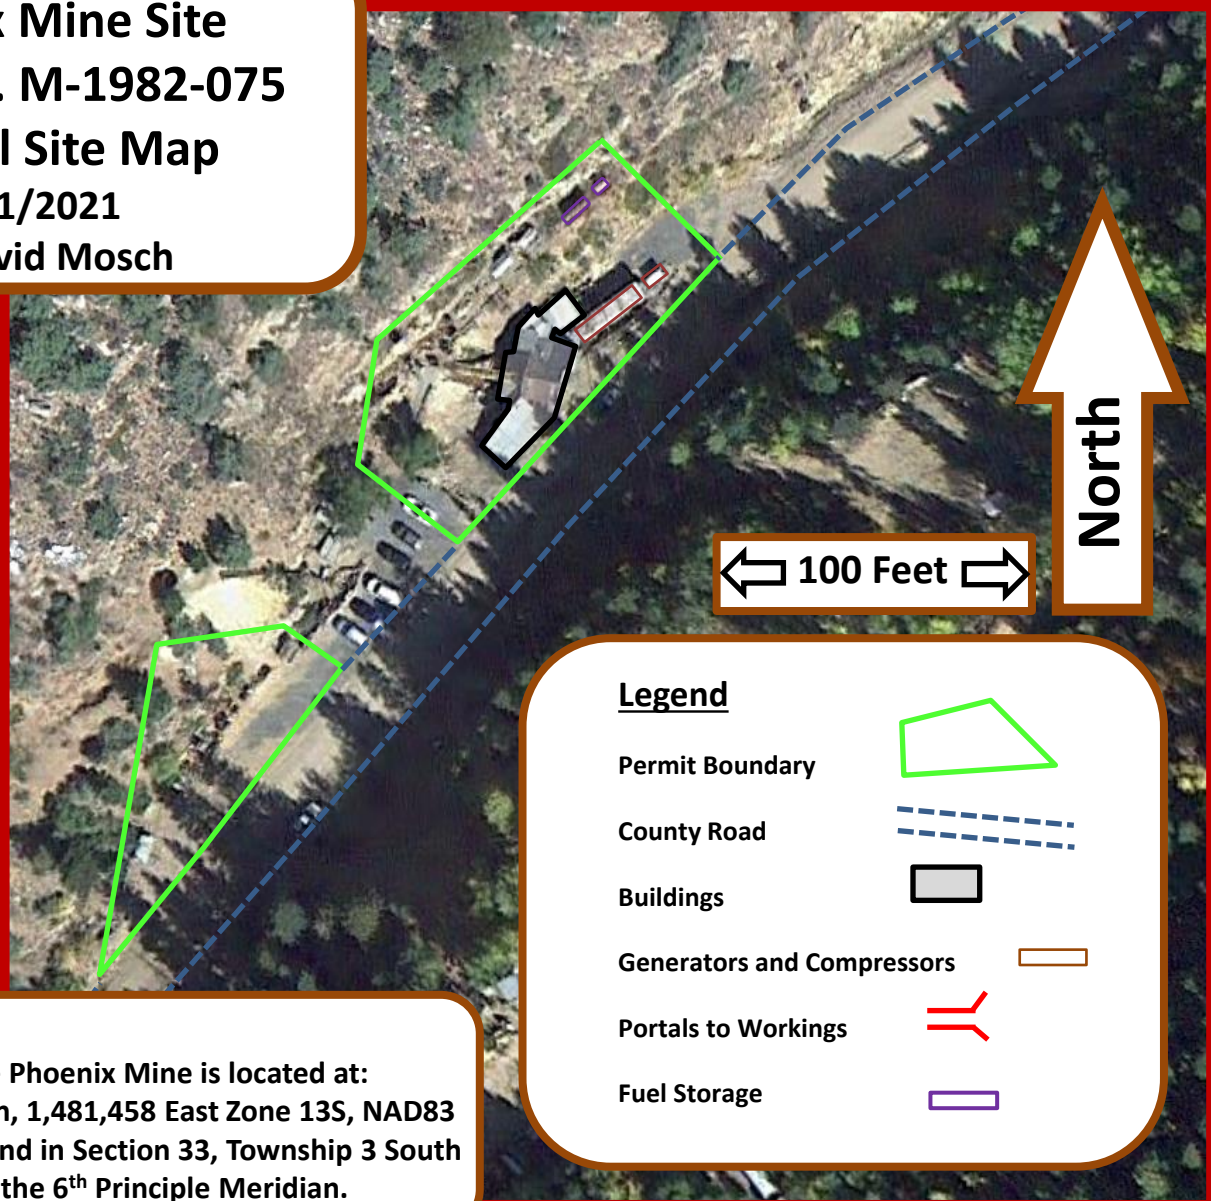 x Mine Site
. M-1982-075
l Site Map
1/2021
vid Mosch
North
100 Feet
Legend
Permit Boundary
County Road
Buildings
Generators and Compressors
Portals to Workings
Fuel Storage
Phoenix Mine is located at:
n, 1,481,458 East Zone 13S, NAD83
nd in Section 33, Township 3 South
the 6th Principle Meridian.